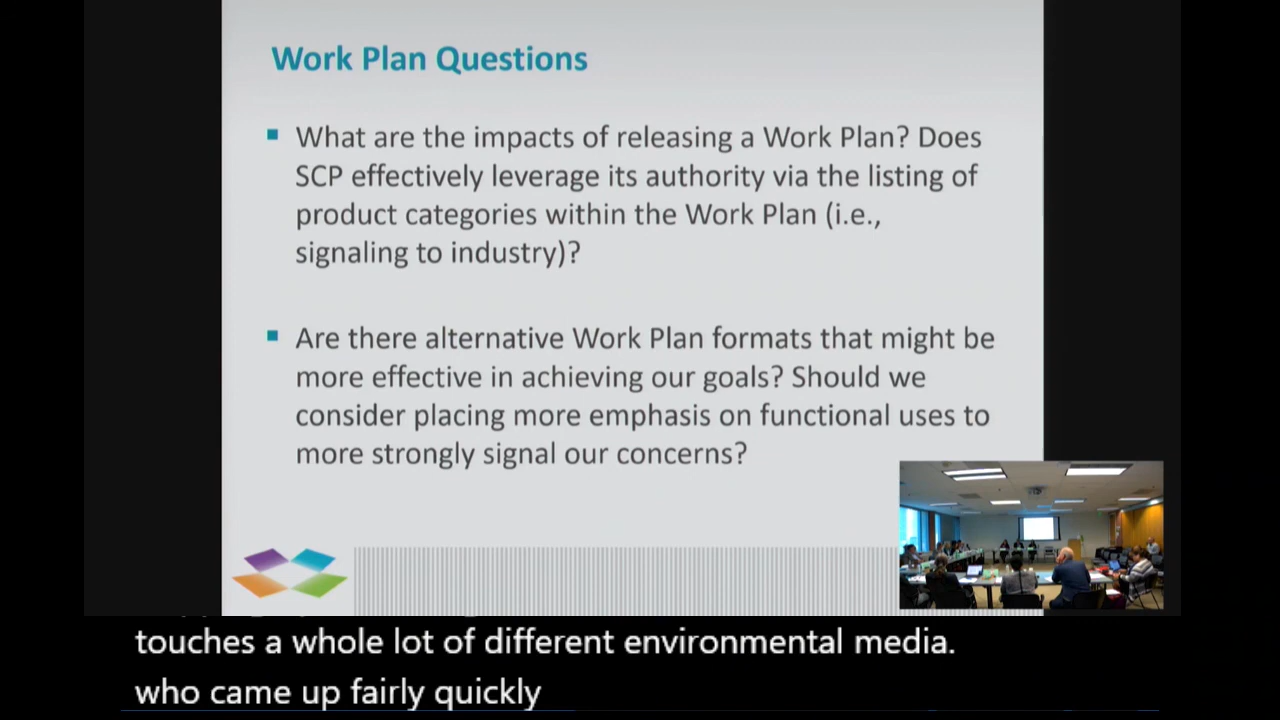 Work Plan Questions
What are the impacts of releasing a Work Plan? Does
SCP effectively leverage its authority via the listing of
product categories within the Work Plan (i.e.,
signaling to industry)?
Are there alternative Work Plan formats that might be
more effective in achieving our goals? Should we
consider placing more emphasis on functional uses to
more strongly signal our concerns?
touches a whole lot of different environmental media.
who came up fairly quickly